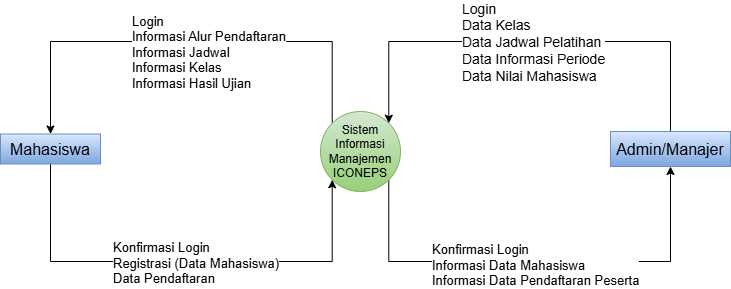 Login
Informasi Alur Pendaftaran
Informasi Jadwal
Informasi Kelas
Informasi Hasil Ujian
Login
Data Kelas
Data Jadwal Pelatihan
Data Informasi Periode
Data Nilai Mahasiswa
Mahasiswa
Sistem
Informasi
Manajemen
ICONEPS
Admin/Manajer
Konfirmasi Login
Registrasi (Data Mahasiswa)
Data Pendaftaran
Konfirmasi Login
Informasi Data Mahasiswa
Informasi Data Pendaftaran Peserta